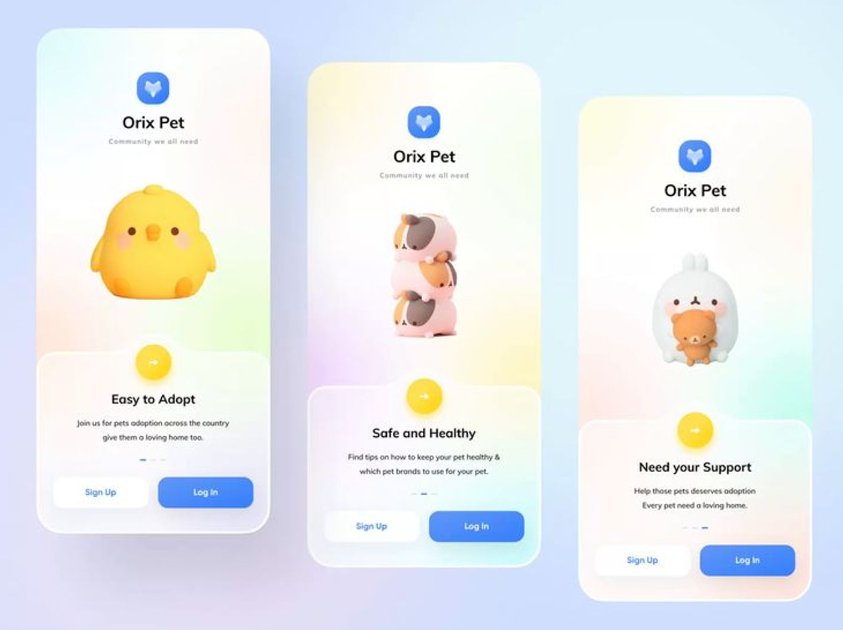 Orix Pet
Community we all need
Easy to Adopt
Join us for pets adoption across the country
give them a loving home too.
Sign Up
Log In
Orix Pet
Community we all need
Safe and Healthy
Find tips on how to keep your pet healthy &
which pet brands to use for your pet.
Sign Up
Log In
Orix Pet
Community we all need
Need your Support
Help those pets deserves adoption
Every pet need a loving home.
Sign Up
Log In